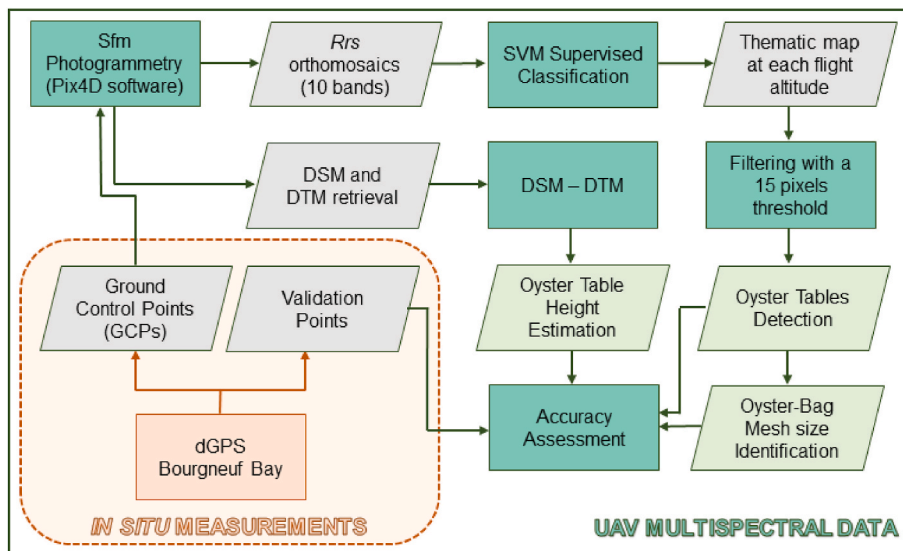 Sfm
Photogrammetry
(Pix4D software)
Rrs
orthomosaics
(10 bands)
SVM Supervised
Classification
Thematic map
at each flight
altitude
DSM and
DTM retrieval
DSM – DTM
Filtering with a
15 pixels
threshold
Ground
Control Points
(GCPs)
Validation
Points
Oyster Table
Height
Estimation
Oyster Tables
Detection
dGPS
Bourgneuf Bay
Accuracy
Assessment
Oyster-Bag
Mesh size
Identification
IN SITU MEASUREMENTS
UAV MULTISPECTRAL DATA